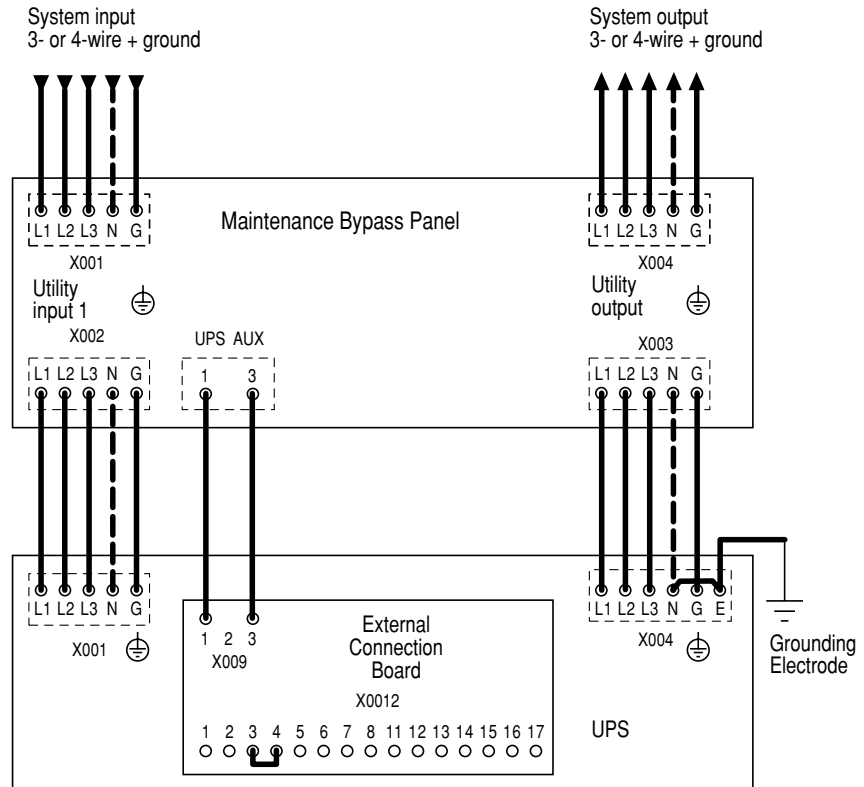 System input
3- or 4-wire + ground
System output
3- or 4-wire + ground
L1 L2 L3 N G
X001
Maintenance Bypass Panel
L1 L2 L3 N G
X004
Utility
input 1
X002
L1 L2 L3 N G
UPS AUX
1 3
Utility
output
X003
L1 L2 L3 N G
L1 L2 L3 N G
X001
1 2 3
X009
External
Connection
Board
X0012
1 2 3 4 5 6 7 8 11 12 13 14 15 16 17
L1 L2 L3 N G E
X004
UPS
Grounding
Electrode